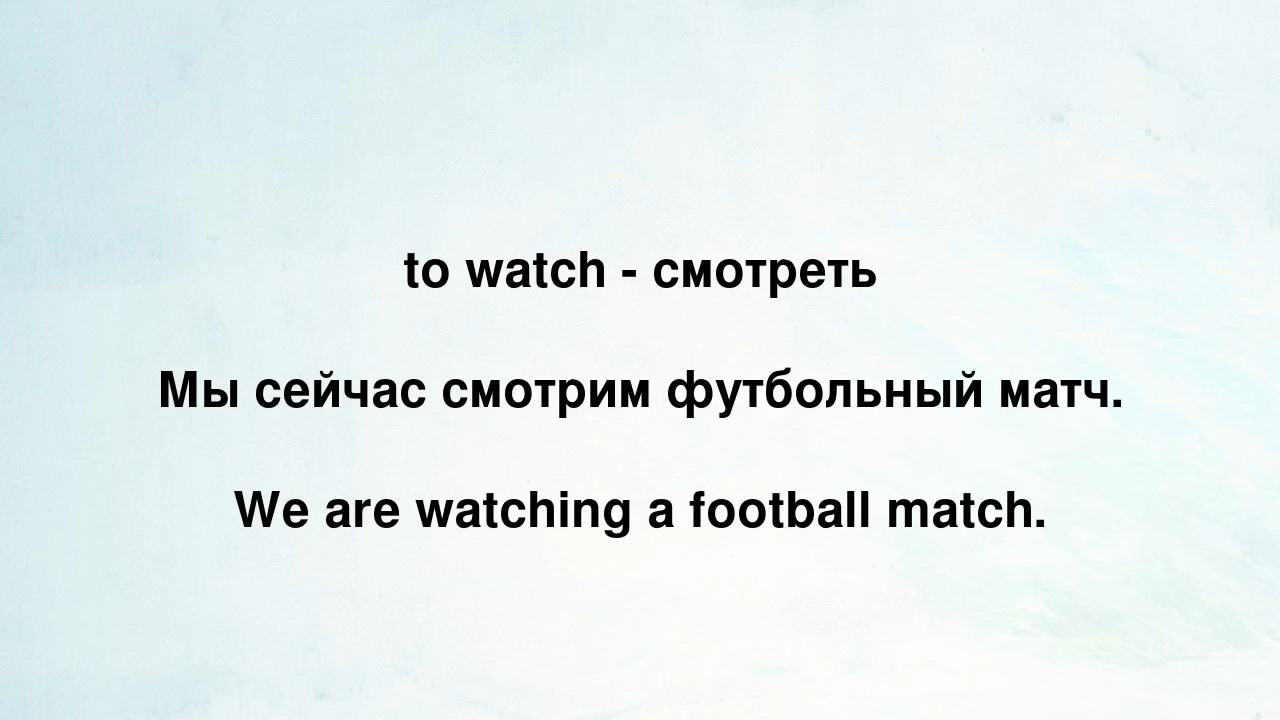 to watch - смотреть
Мы сейчас смотрим футбольный матч.
We are watching a football match.